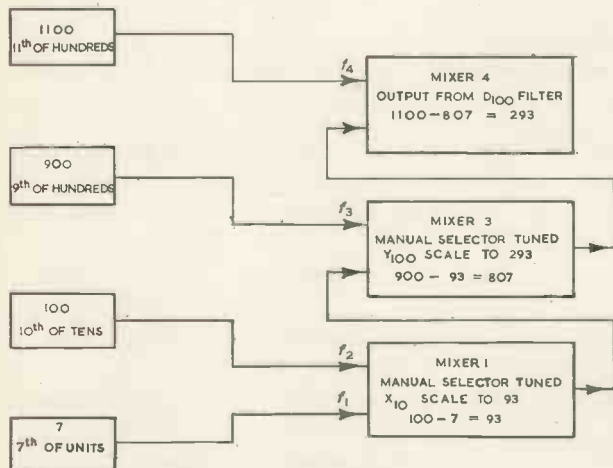 1100
11th OF HUNDREDS
f4
MIXER 4
OUTPUT FROM D100 FILTER
1100-807 = 293
900
9th OF HUNDREDS
f3
MIXER 3
MANUAL SELECTOR TUNED
Y100 SCALE TO 293
900 - 93 = 807
100
10th OF TENS
f2
MIXER 1
MANUAL SELECTOR TUNED
X10 SCALE TO 93
100-7 = 93
f1
7
7th OF UNITS